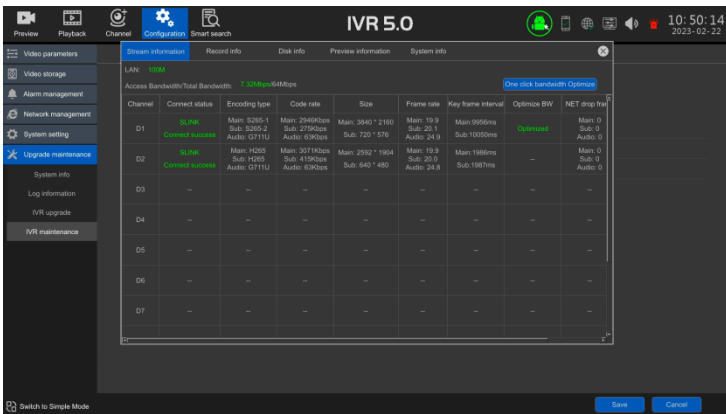 IVR 5.0
Preview Playback Channel Configuration Smart search
10:50:14
2023-02-22
Video parameters
Video storage
Alarm management
Network management
System setting
Upgrade maintenance
System info
Log information
IVR upgrade
IVR maintenance
Switch to Simple Mode
Stream information Record info Disk info Preview information System info
LAN: 100M
Access Bandwidth/Total Bandwidth: 7.32Mbps/64Mbps
One click bandwidth Optimize
Channel Connect status Encoding type Code rate Size Frame rate Key frame interval Optimize BW NET drop fran
D1 SLINK Connect success Main: S265-1 Sub: S265-2 Audio: G711U Main: 2946Kbps Sub: 275Kbps Audio: 63Kbps Main: 3840 * 2160 Sub: 720 * 576 Main: 19.9 Sub: 20.1 Audio: 24.9 Main:9956ms Sub:10050ms Optimized Main: 0 Sub: 0 Audio: 0
D2 SLINK Connect success Main: H265 Sub: H265 Audio: G711U Main: 3071Kbps Sub: 415Kbps Audio: 63Kbps Main: 2592 * 1904 Sub: 640 * 480 Main: 19.9 Sub: 20.0 Audio: 24.8 Main:1986ms Sub:1987ms -- Main: 0 Sub: 0 Audio: 0
D3 -- -- -- -- -- -- -- --
D4 -- -- -- -- -- -- -- --
D5 -- -- -- -- -- -- -- --
D6 -- -- -- -- -- -- -- --
D7 -- -- -- -- -- -- -- --
Save Cancel